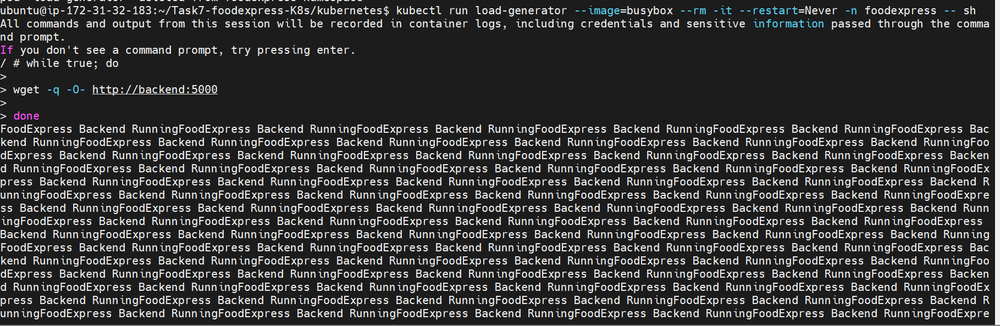 ubuntu@ip-172-31-32-183:~/Task7-foodexpress-K8s/kubernetes$ kubectl run load-generator --image=busybox --rm -it --restart=Never -n foodexpress -- sh
All commands and output from this session will be recorded in container logs, including credentials and sensitive information passed through the comma
nd prompt.
If you don't see a command prompt, try pressing enter.
/ # while true; do
>
> wget -q -O- http://backend:5000
>
> done
FoodExpress Backend RunningFoodExpress Backend RunningFoodExpress Backend RunningFoodExpress Backend RunningFoodExpress Backend RunningFoodExpress Bac
kend RunningFoodExpress Backend RunningFoodExpress Backend RunningFoodExpress Backend RunningFoodExpress Backend RunningFoodExpress Backend RunningFoo
dExpress Backend RunningFoodExpress Backend RunningFoodExpress Backend RunningFoodExpress Backend RunningFoodExpress Backend RunningFoodExpress Backen
d RunningFoodExpress Backend RunningFoodExpress Backend RunningFoodExpress Backend RunningFoodExpress Backend RunningFoodExpress Backend RunningFoodEx
press Backend RunningFoodExpress Backend RunningFoodExpress Backend RunningFoodExpress Backend RunningFoodExpress Backend RunningFoodExpress Backend R
unningFoodExpress Backend RunningFoodExpress Backend RunningFoodExpress Backend RunningFoodExpress Backend RunningFoodExpress Backend RunningFoodExpre
ss Backend RunningFoodExpress Backend RunningFoodExpress Backend RunningFoodExpress Backend RunningFoodExpress Backend RunningFoodExpress Backend Runn
ingFoodExpress Backend RunningFoodExpress Backend RunningFoodExpress Backend RunningFoodExpress Backend RunningFoodExpress Backend RunningFoodExpress
Backend RunningFoodExpress Backend RunningFoodExpress Backend RunningFoodExpress Backend RunningFoodExpress Backend RunningFoodExpress Backend Running
FoodExpress Backend RunningFoodExpress Backend RunningFoodExpress Backend RunningFoodExpress Backend RunningFoodExpress Backend RunningFoodExpress Bac
kend RunningFoodExpress Backend RunningFoodExpress Backend RunningFoodExpress Backend RunningFoodExpress Backend RunningFoodExpress Backend RunningFoo
dExpress Backend RunningFoodExpress Backend RunningFoodExpress Backend RunningFoodExpress Backend RunningFoodExpress Backend RunningFoodExpress Backen
d RunningFoodExpress Backend RunningFoodExpress Backend RunningFoodExpress Backend RunningFoodExpress Backend RunningFoodExpress Backend RunningFoodEx
press Backend RunningFoodExpress Backend RunningFoodExpress Backend RunningFoodExpress Backend RunningFoodExpress Backend RunningFoodExpress Backend R
unningFoodExpress Backend RunningFoodExpress Backend RunningFoodExpress Backend RunningFoodExpress Backend RunningFoodExpress Backend RunningFoodExpre